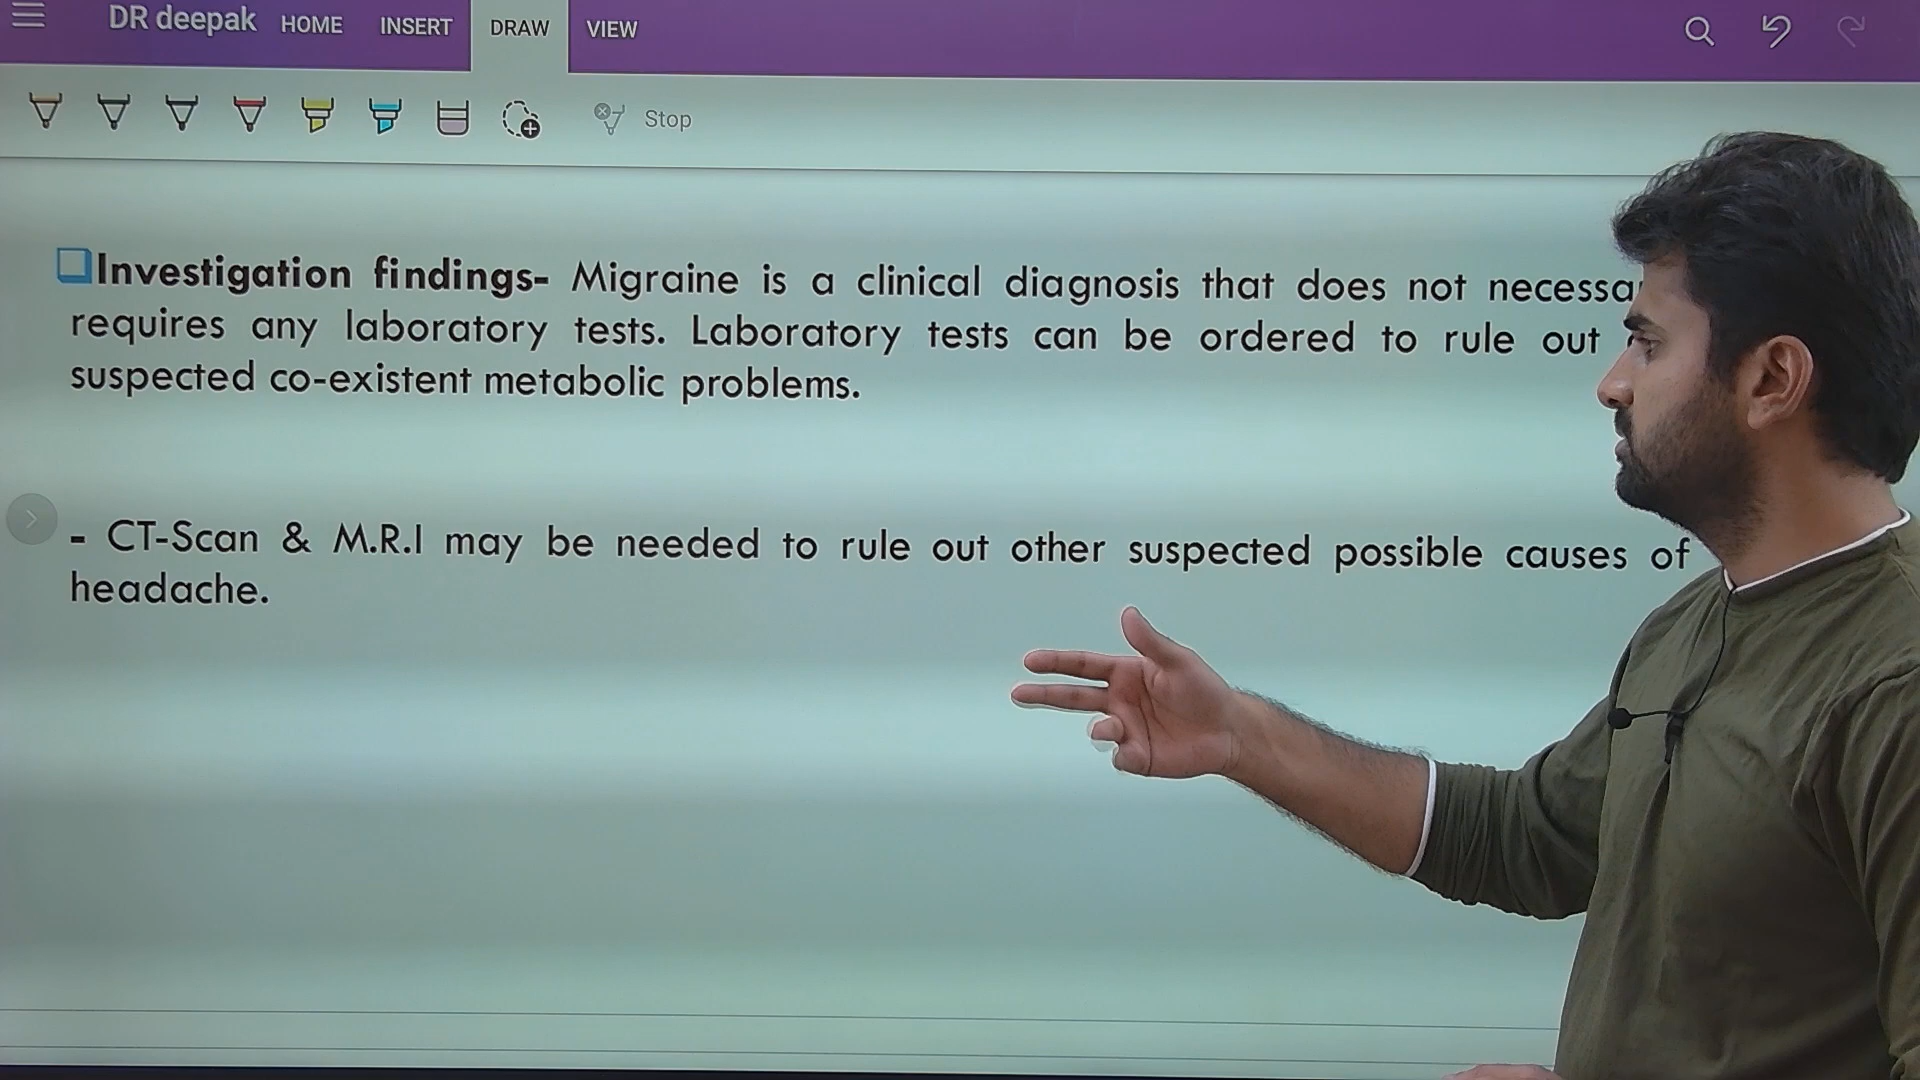 DR deepak HOME INSERT DRAW VIEW
Stop
Investigation findings- Migraine is a clinical diagnosis that does not
requires any laboratory tests. Laboratory tests can be ordered to rule out
suspected co-existent metabolic problems.
- CT-Scan & M.R.I may be needed to rule out other suspected possible causes of
headache.